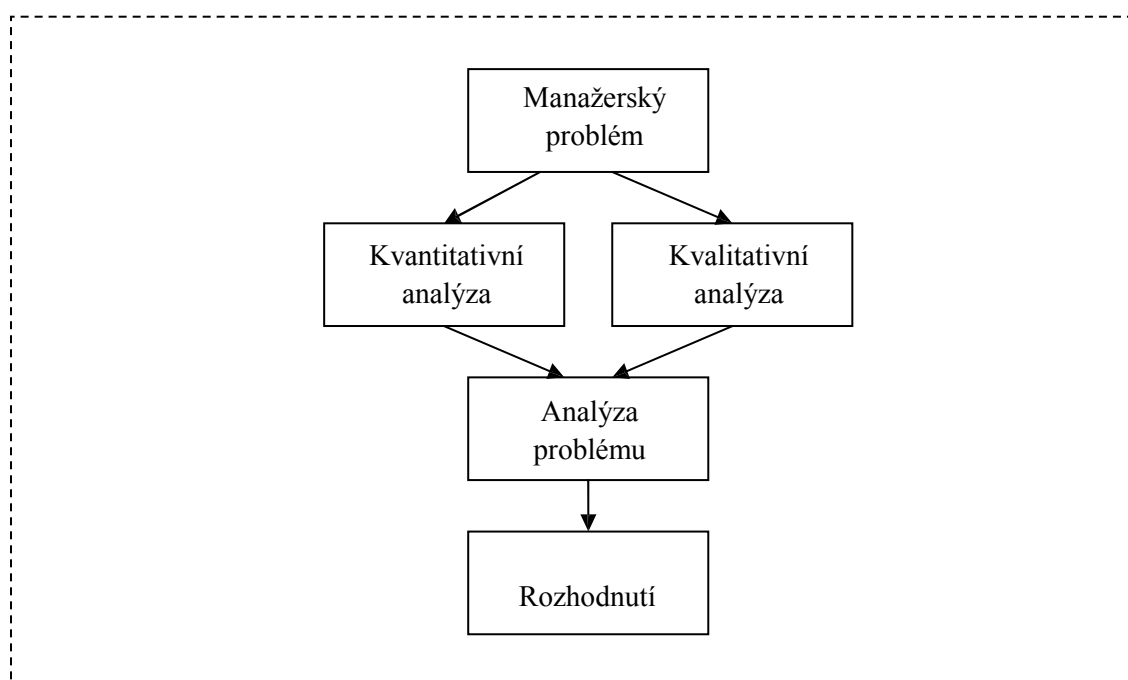 Manažerský
problém
Kvantitativní
analýza
Kvalitativní
analýza
Analýza
problému
Rozhodnutí